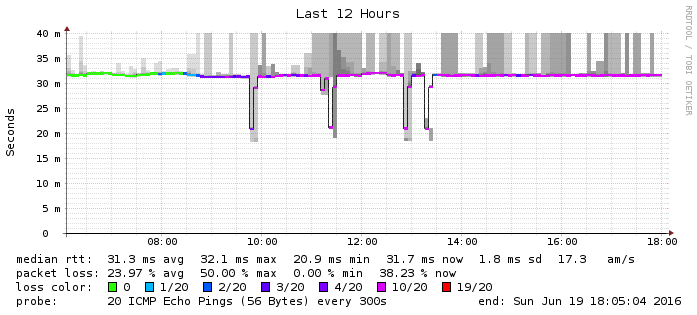 Last 12 Hours
40 m
30 m
30 m
20 m
20 m
15 m
10 m
5 m
0
Seconds
08:00 10:00 12:00 14:00 16:00 18:00
median rtt: 31.3 ms avg 32.1 ms max 20.9 ms min 31.7 ms now 1.8 ms sd 17.3 am/s
packet loss: 23.97 % avg 50.00 % max 0.00 % min 38.23 % now
loss color: 0 1/20 2/20 3/20 4/20 10/20 19/20
probe: 20 ICMP Echo Pings (56 Bytes) every 300s end: Sun Jun 19 18:05:04 2016
RRDTOOL / TOBI OETIKER